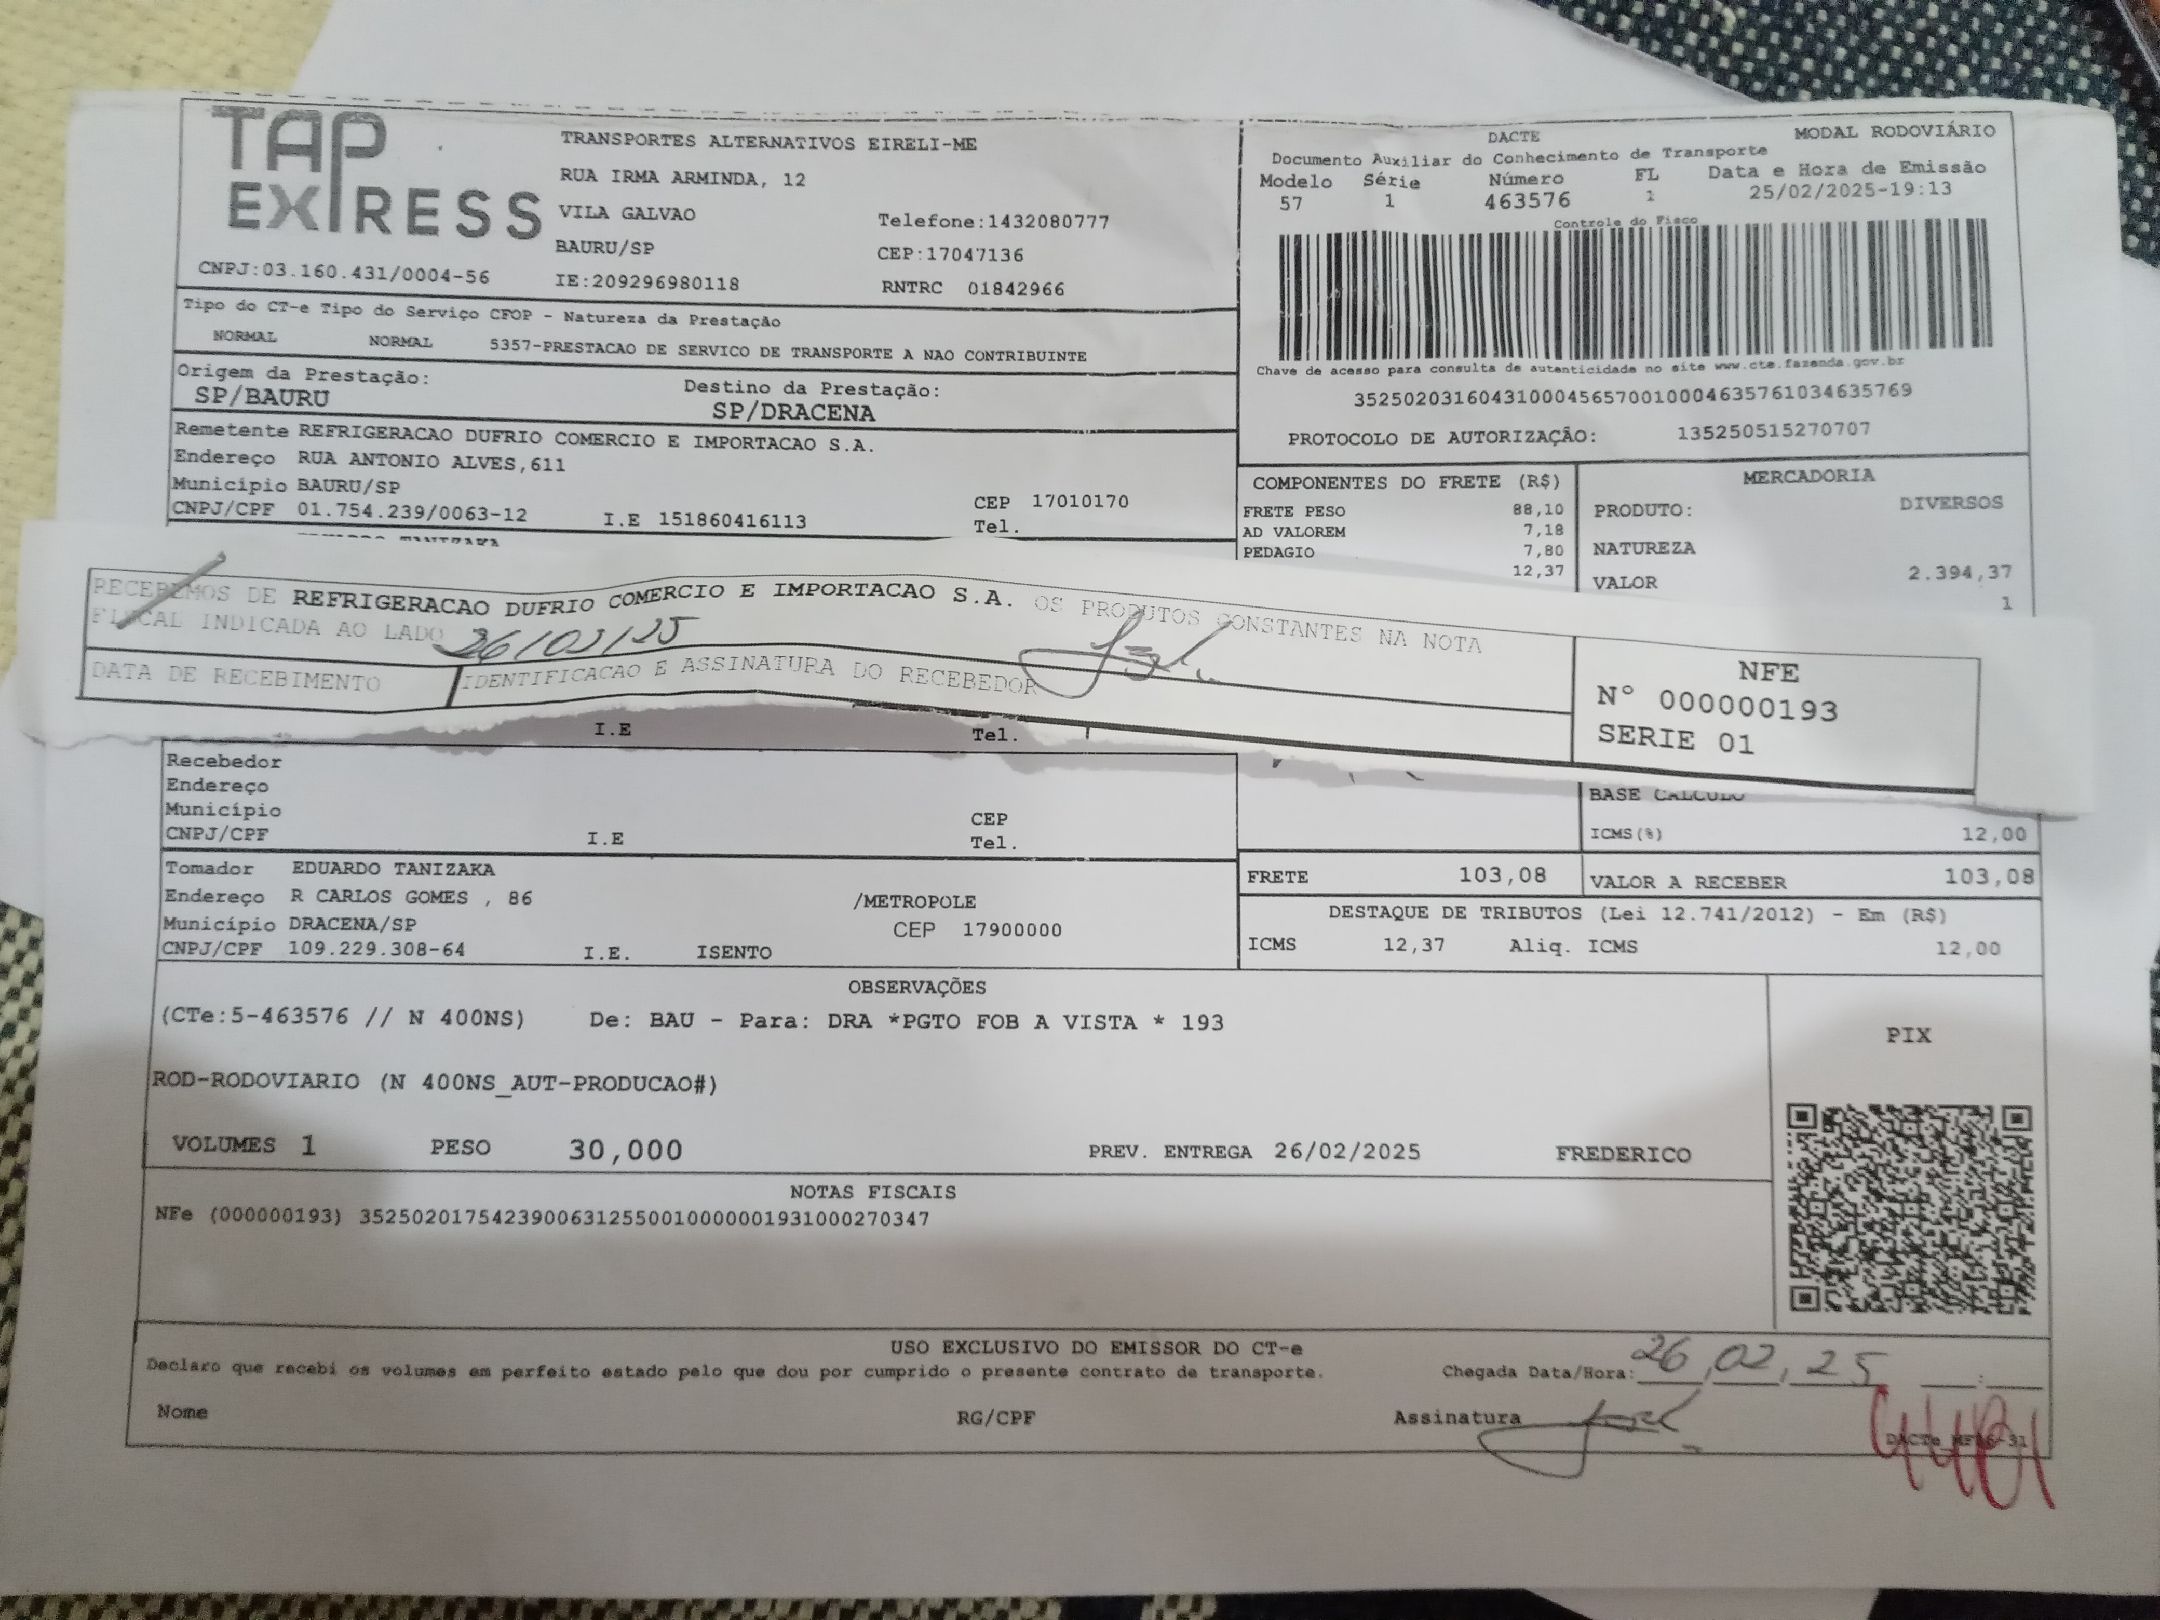 TAP EXPRESS
TRANSPORTES ALTERNATIVOS EIRELI-ME
RUA IRMA ARMINDA, 12
VILA GALVAO Telefone:1432080777
BAURU/SP CEP:17047136
CNPJ:03.160.431/0004-56 IE:209296980118 RNTRC 01842966
DACTE MODAL RODOVIÁRIO
Documento Auxiliar do Conhecimento de Transporte
Modelo Série Número FL Data e Hora de Emissão
57 1 463576 1 25/02/2025-19:13
Controle do Fisco
Chave de acesso para consulta de autenticidade no site www.cte.fazenda.gov.br
35250203160431000456570010004635761034635769
PROTOCOLO DE AUTORIZAÇÃO: 135250515270707
Tipo do CT-e Tipo do Serviço CFOP - Natureza da Prestação
NORMAL NORMAL 5357-PRESTACAO DE SERVICO DE TRANSPORTE A NAO CONTRIBUINTE
Origem da Prestação: Destino da Prestação:
SP/BAURU SP/DRACENA
Remetente REFRIGERACAO DUFRIO COMERCIO E IMPORTACAO S.A.
Endereço RUA ANTONIO ALVES,611
Município BAURU/SP CEP 17010170
CNPJ/CPF 01.754.239/0063-12 I.E 151860416113 Tel.
TANIZAKA
COMPONENTES DO FRETE (R$)
FRETE PESO 88,10
AD VALOREM 7,18
PEDAGIO 7,80
12,37
MERCADORIA
PRODUTO: DIVERSOS
NATUREZA
VALOR 2.394,37
1
RECEBEMOS DE REFRIGERACAO DUFRIO COMERCIO E IMPORTACAO S.A. OS PRODUTOS CONSTANTES NA NOTA
FISCAL INDICADA AO LADO 26/02/25
DATA DE RECEBIMENTO IDENTIFICACAO E ASSINATURA DO RECEBEDOR
NFE
N° 000000193
SERIE 01
I.E Tel.
Recebedor
Endereço
Município CEP
CNPJ/CPF I.E Tel.
BASE CALCULO
ICMS(%) 12,00
Tomador EDUARDO TANIZAKA
Endereço R CARLOS GOMES , 86 /METROPOLE
Município DRACENA/SP CEP 17900000
CNPJ/CPF 109.229.308-64 I.E. ISENTO
FRETE 103,08 VALOR A RECEBER 103,08
DESTAQUE DE TRIBUTOS (Lei 12.741/2012) - Em (R$)
ICMS 12,37 Aliq. ICMS 12,00
OBSERVAÇÕES
(CTe:5-463576 // N 400NS) De: BAU - Para: DRA *PGTO FOB A VISTA * 193
ROD-RODOVIARIO (N 400NS_AUT-PRODUCAO#)
VOLUMES 1 PESO 30,000 PREV. ENTREGA 26/02/2025 FREDERICO
PIX
NOTAS FISCAIS
NFe (000000193) 35250201754239006312550010000001931000270347
USO EXCLUSIVO DO EMISSOR DO CT-e
Declaro que recebi os volumes em perfeito estado pelo que dou por cumprido o presente contrato de transporte. Chegada Data/Hora: 26,02,25 :
Nome RG/CPF Assinatura